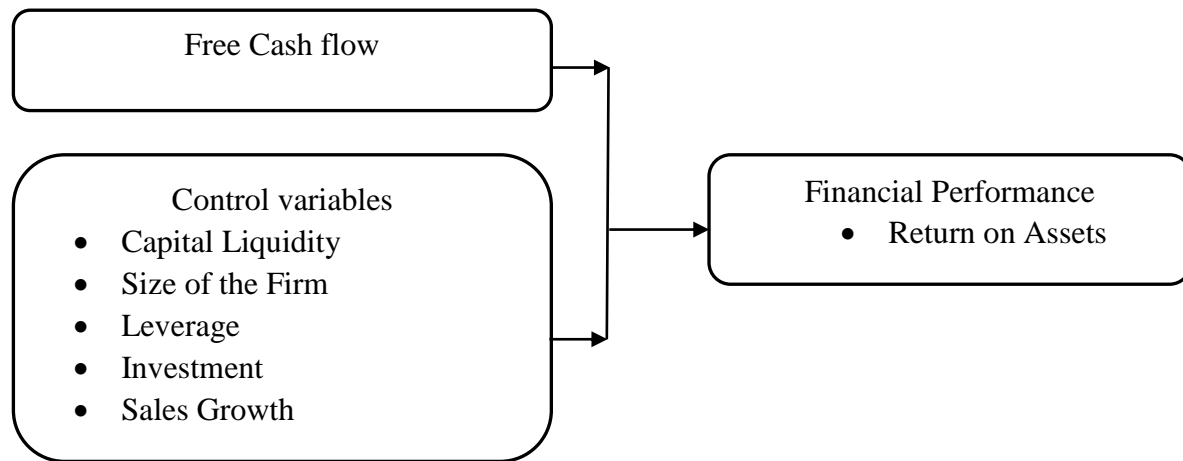 Free Cash flow
Control variables
• Capital Liquidity
• Size of the Firm
• Leverage
• Investment
• Sales Growth
Financial Performance
• Return on Assets